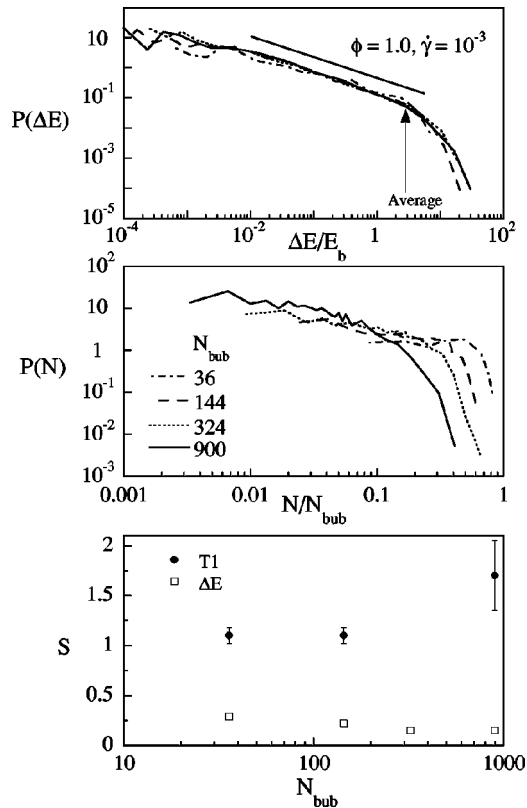 10
φ = 1.0, γ̇ = 10⁻³
10⁻¹
P(ΔE)
10⁻³
Average
10⁻⁵
10⁻⁴ 10⁻² 1 10²
ΔE/E_b
10²
10
N_bub
P(N) 1
36
10⁻¹
144
324
10⁻²
900
10⁻³
0.001 0.01 0.1 1
N/N_bub
2
T1
ΔE
1.5
S 1
0.5
0
10 100 1000
N_bub